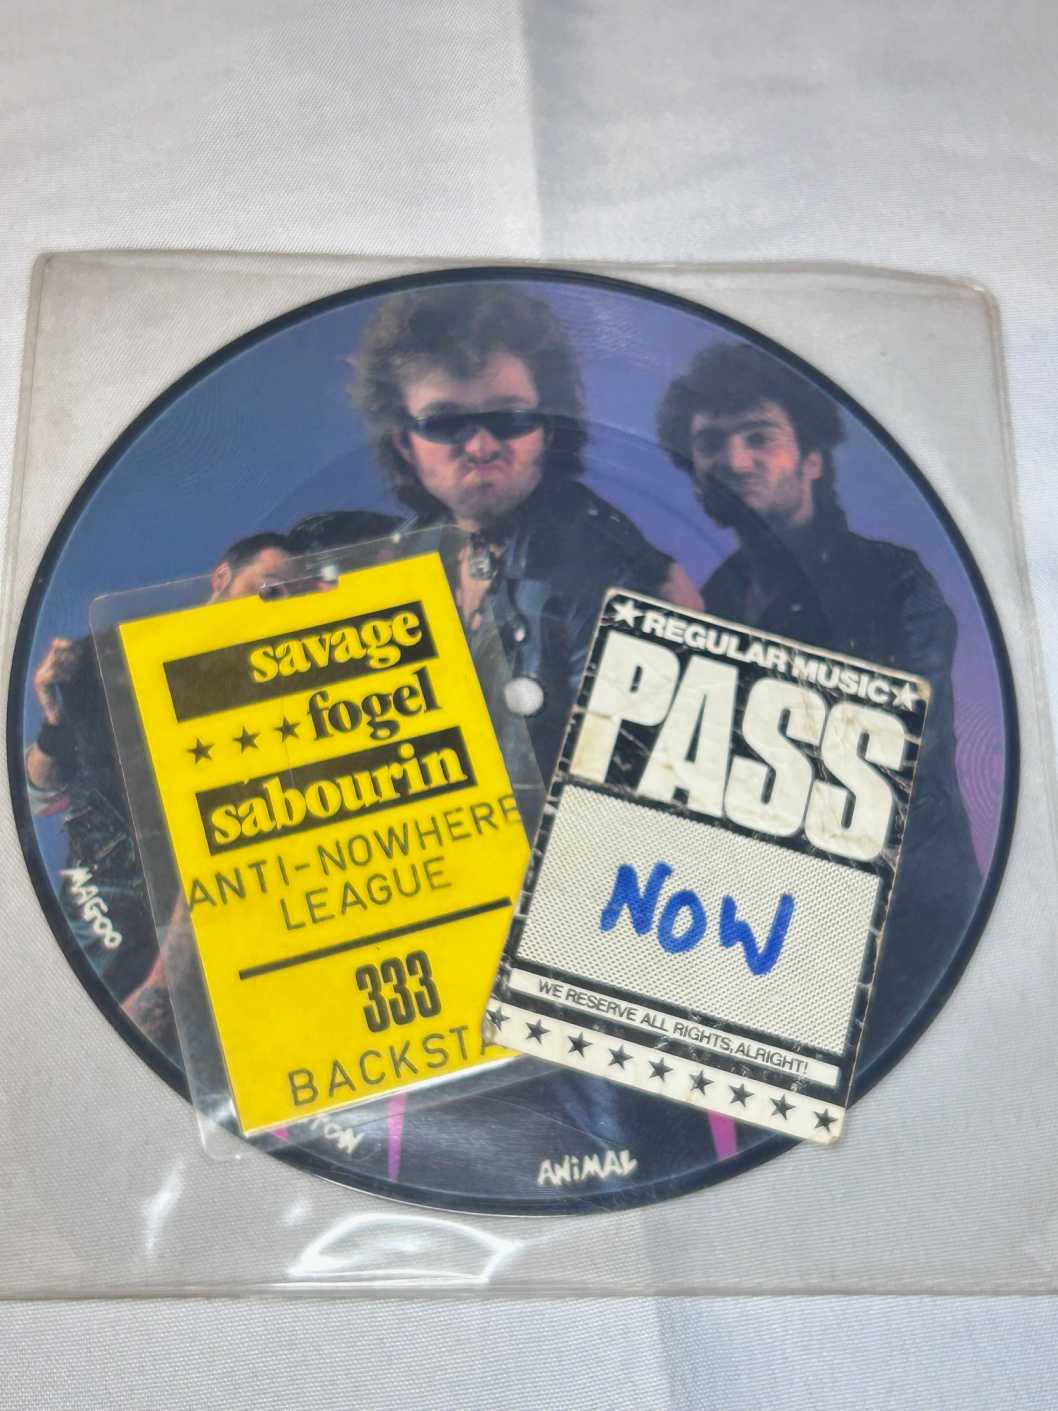 savage
★ ★ ★ fogel
sabourin
ANTI-NOWHERE
LEAGUE
333
BACKSTA
★ REGULAR MUSIC ★
PASS
NOW
WE RESERVE ALL RIGHTS, ALRIGHT!
MAGOO
ANiMAL